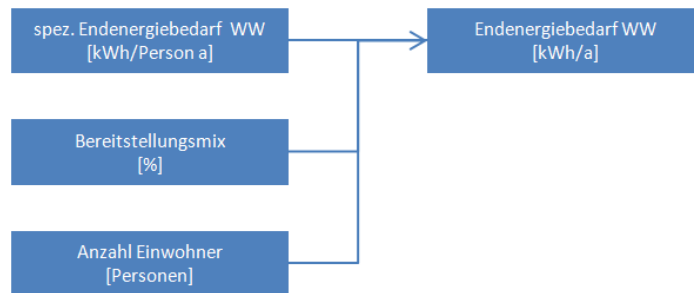 spez. Endenergiebedarf WW
[kWh/Person a]
Endenergiebedarf WW
[kWh/a]
Bereitstellungsmix
[%]
Anzahl Einwohner
[Personen]